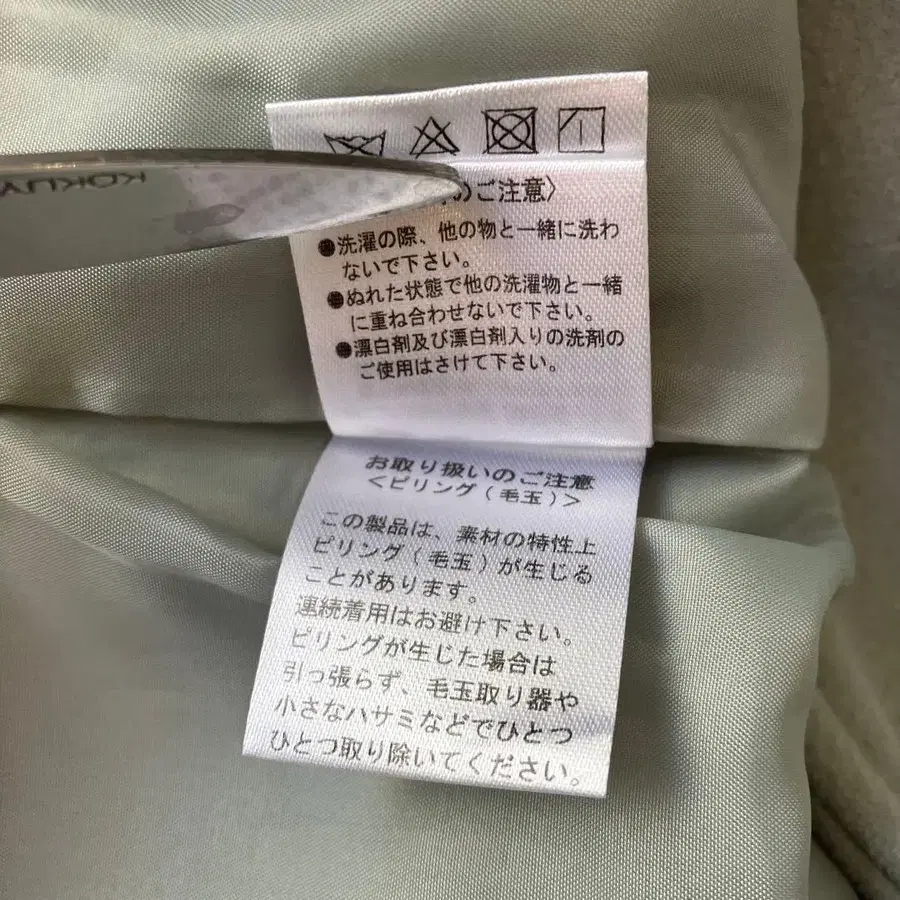 KOKUY
のご注意〉
●洗濯の際、他の物と一緒に洗わ
ないで下さい。
●ぬれた状態で他の洗濯物と一緒
に重ね合わせないで下さい。
●漂白剤及び漂白剤入りの洗剤の
ご使用はさけて下さい。
お取り扱いのご注意
＜ピリング（毛玉）＞
この製品は、素材の特性上
ピリング（毛玉）が生じる
ことがあります。
連続着用はお避け下さい。
ピリングが生じた場合は
引っ張らず、毛玉取り器や
小さなハサミなどでひとつ
ひとつ取り除いてください。